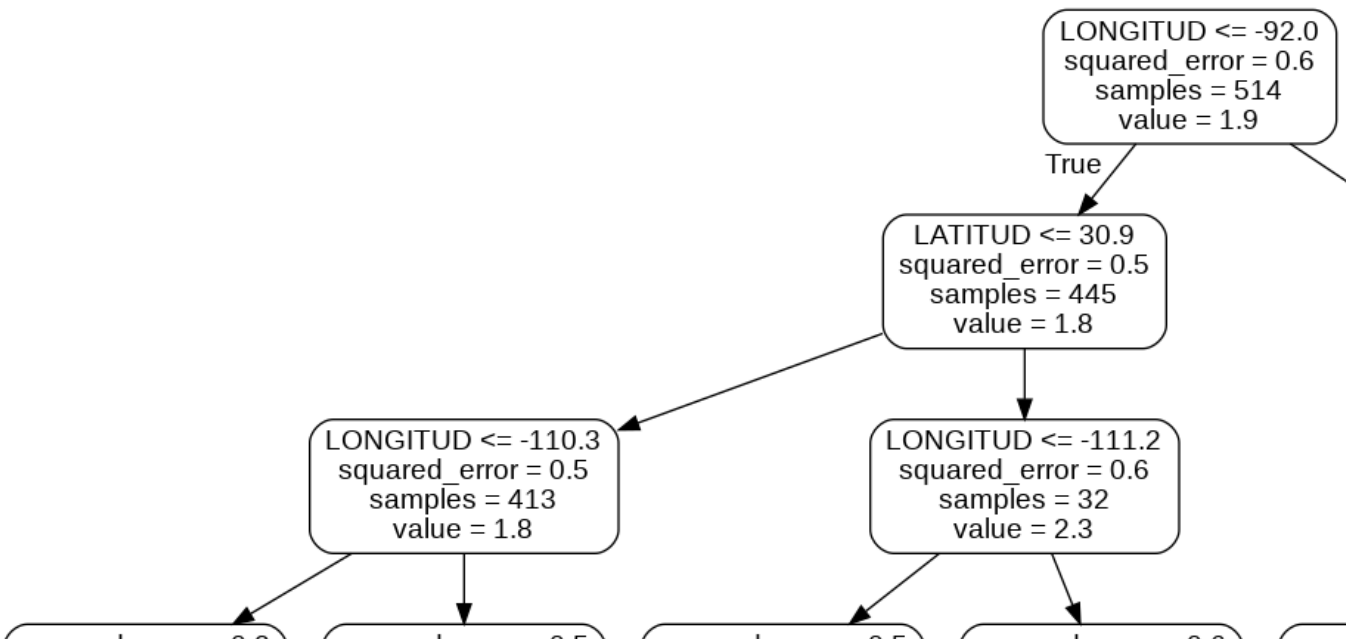 LONGITUD <= -92.0
squared_error = 0.6
samples = 514
value = 1.9
True
LATITUD <= 30.9
squared_error = 0.5
samples = 445
value = 1.8
LONGITUD <= -110.3
squared_error = 0.5
samples = 413
value = 1.8
LONGITUD <= -111.2
squared_error = 0.6
samples = 32
value = 2.3